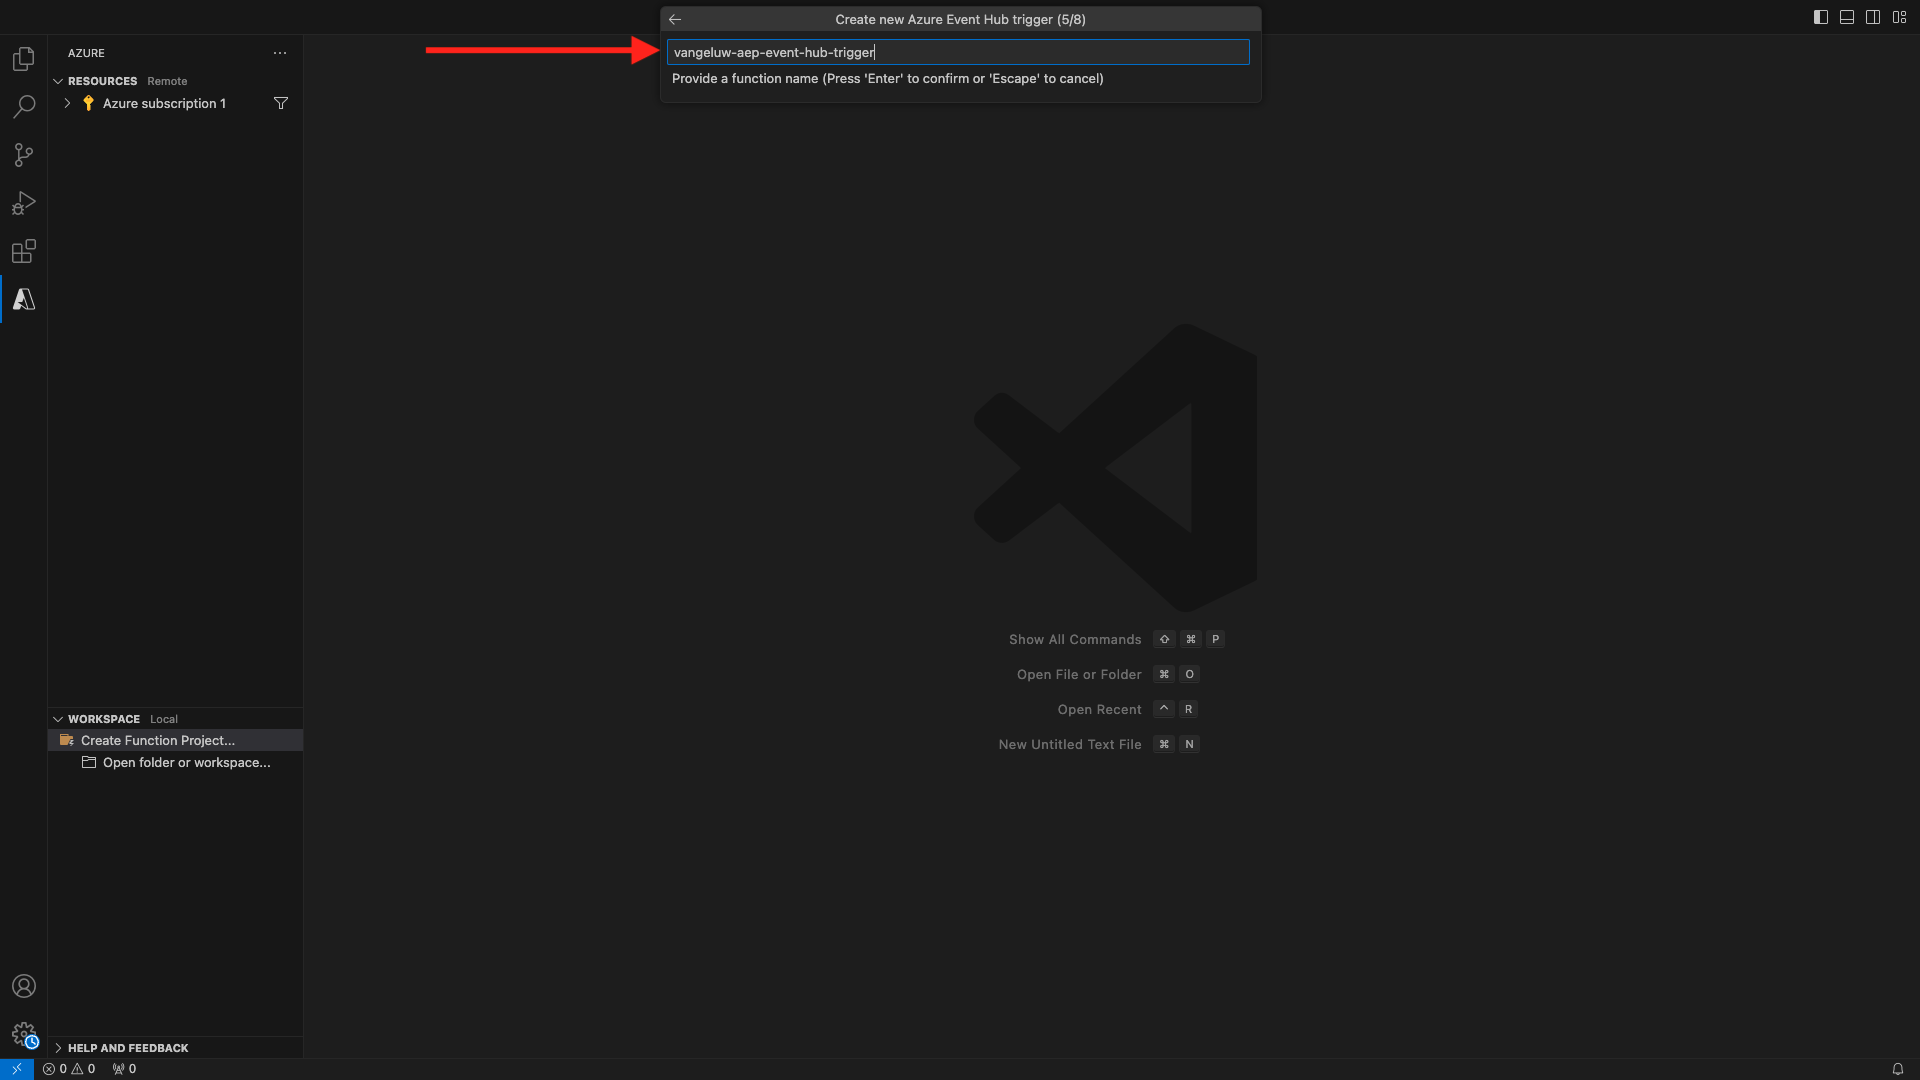 Create new Azure Event Hub trigger (5/8)
vangeluw-aep-event-hub-trigger
Provide a function name (Press 'Enter' to confirm or 'Escape' to cancel)
AZURE
RESOURCES Remote
Azure subscription 1
Show All Commands ⇧ ⌘ P
Open File or Folder ⌘ O
Open Recent ^ R
New Untitled Text File ⌘ N
WORKSPACE Local
Create Function Project...
Open folder or workspace...
HELP AND FEEDBACK
0 0 0